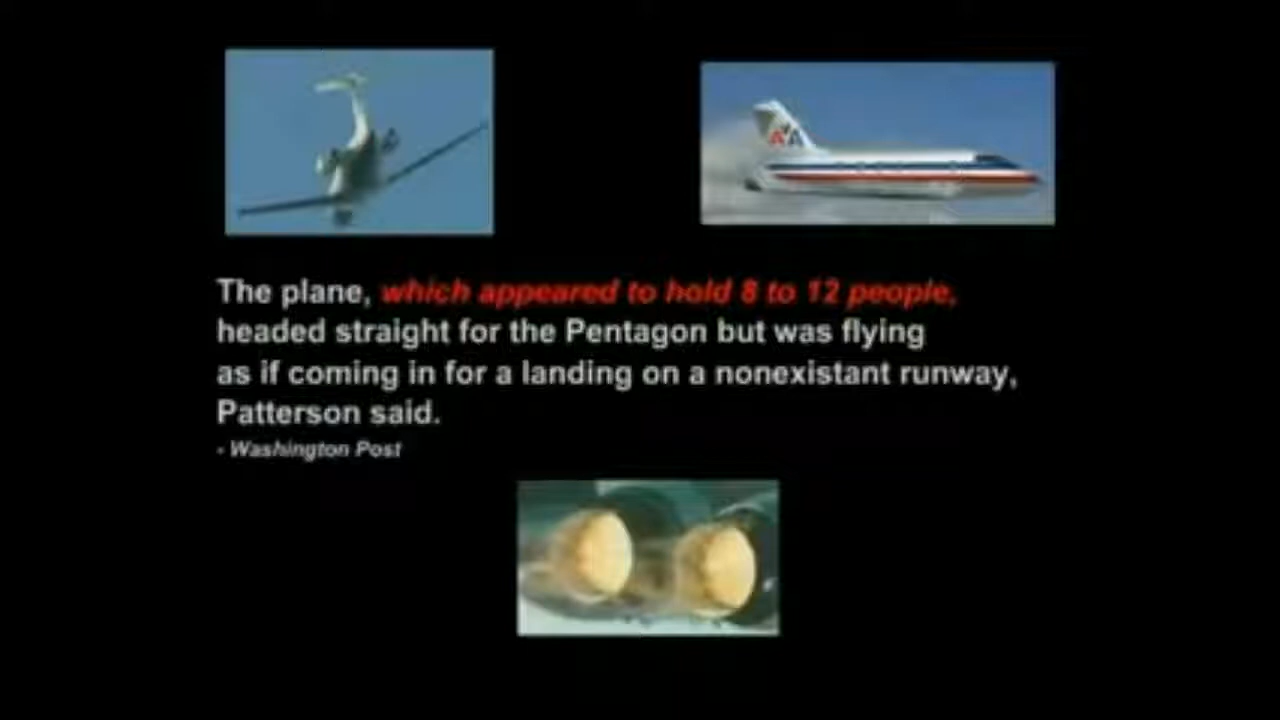 AA
The plane, which appeared to hold 8 to 12 people,
headed straight for the Pentagon but was flying
as if coming in for a landing on a nonexistant runway,
Patterson said.
- Washington Post